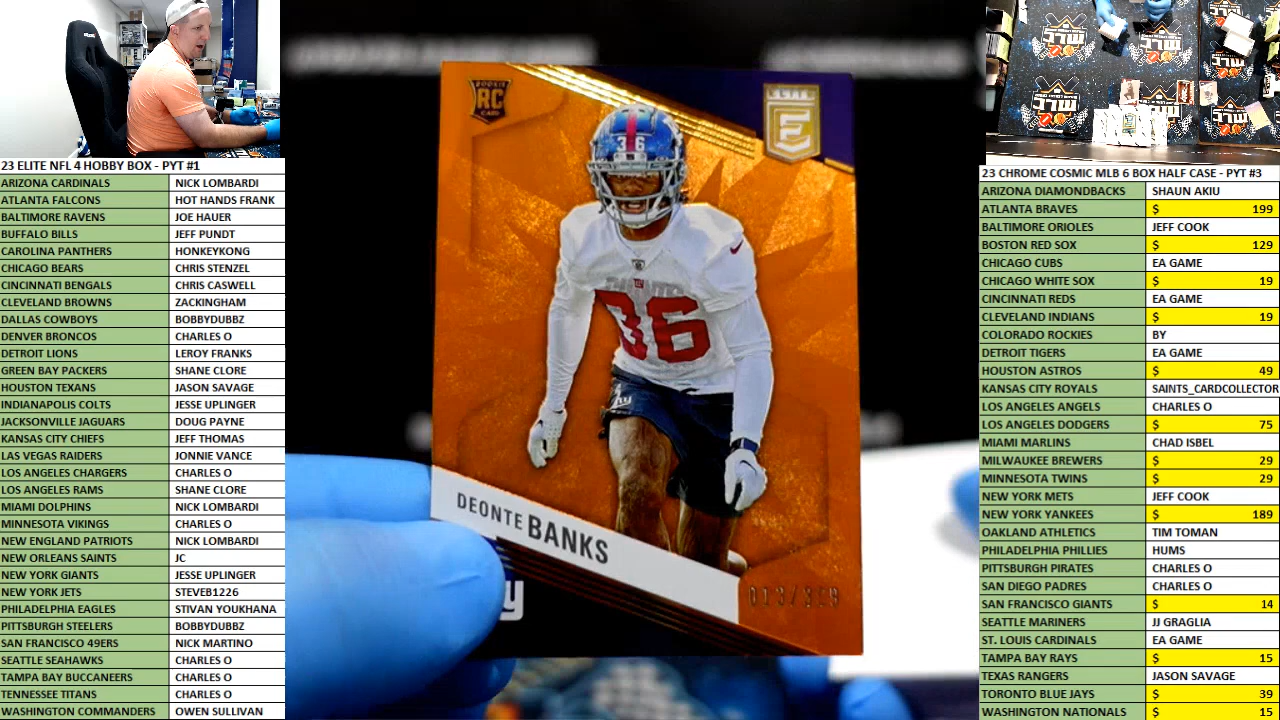 23 ELITE NFL 4 HOBBY BOX - PYT #1
ARIZONA CARDINALS NICK LOMBARDI
ATLANTA FALCONS HOT HANDS FRANK
BALTIMORE RAVENS JOE HAUER
BUFFALO BILLS JEFF PUNDT
CAROLINA PANTHERS HONKEYKONG
CHICAGO BEARS CHRIS STENZEL
CINCINNATI BENGALS CHRIS CASWELL
CLEVELAND BROWNS ZACKINGHAM
DALLAS COWBOYS BOBBYDUBBZ
DENVER BRONCOS CHARLES O
DETROIT LIONS LEROY FRANKS
GREEN BAY PACKERS SHANE CLORE
HOUSTON TEXANS JASON SAVAGE
INDIANAPOLIS COLTS JESSE UPLINGER
JACKSONVILLE JAGUARS DOUG PAYNE
KANSAS CITY CHIEFS JEFF THOMAS
LAS VEGAS RAIDERS JONNIE VANCE
LOS ANGELES CHARGERS CHARLES O
LOS ANGELES RAMS SHANE CLORE
MIAMI DOLPHINS NICK LOMBARDI
MINNESOTA VIKINGS CHARLES O
NEW ENGLAND PATRIOTS NICK LOMBARDI
NEW ORLEANS SAINTS JC
NEW YORK GIANTS JESSE UPLINGER
NEW YORK JETS STEVEB1226
PHILADELPHIA EAGLES STIVAN YOUKHANA
PITTSBURGH STEELERS BOBBYDUBBZ
SAN FRANCISCO 49ERS NICK MARTINO
SEATTLE SEAHAWKS CHARLES O
TAMPA BAY BUCCANEERS CHARLES O
TENNESSEE TITANS CHARLES O
WASHINGTON COMMANDERS OWEN SULLIVAN
ROOKIE
RC
CARD
ELITE
E
36
36
DEONTE BANKS
ny
23 CHROME COSMIC MLB 6 BOX HALF CASE - PYT #3
ARIZONA DIAMONDBACKS SHAUN AKIU
ATLANTA BRAVES $ 199
BALTIMORE ORIOLES JEFF COOK
BOSTON RED SOX $ 129
CHICAGO CUBS EA GAME
CHICAGO WHITE SOX $ 19
CINCINNATI REDS EA GAME
CLEVELAND INDIANS $ 19
COLORADO ROCKIES BY
DETROIT TIGERS EA GAME
HOUSTON ASTROS $ 49
KANSAS CITY ROYALS SAINTS_CARDCOLLECTOR
LOS ANGELES ANGELS CHARLES O
LOS ANGELES DODGERS $ 75
MIAMI MARLINS CHAD ISBEL
MILWAUKEE BREWERS $ 29
MINNESOTA TWINS $ 29
NEW YORK METS JEFF COOK
NEW YORK YANKEES $ 189
OAKLAND ATHLETICS TIM TOMAN
PHILADELPHIA PHILLIES HUMS
PITTSBURGH PIRATES CHARLES O
SAN DIEGO PADRES CHARLES O
SAN FRANCISCO GIANTS $ 14
SEATTLE MARINERS JJ GRAGLIA
ST. LOUIS CARDINALS EA GAME
TAMPA BAY RAYS $ 15
TEXAS RANGERS JASON SAVAGE
TORONTO BLUE JAYS $ 39
WASHINGTON NATIONALS $ 15